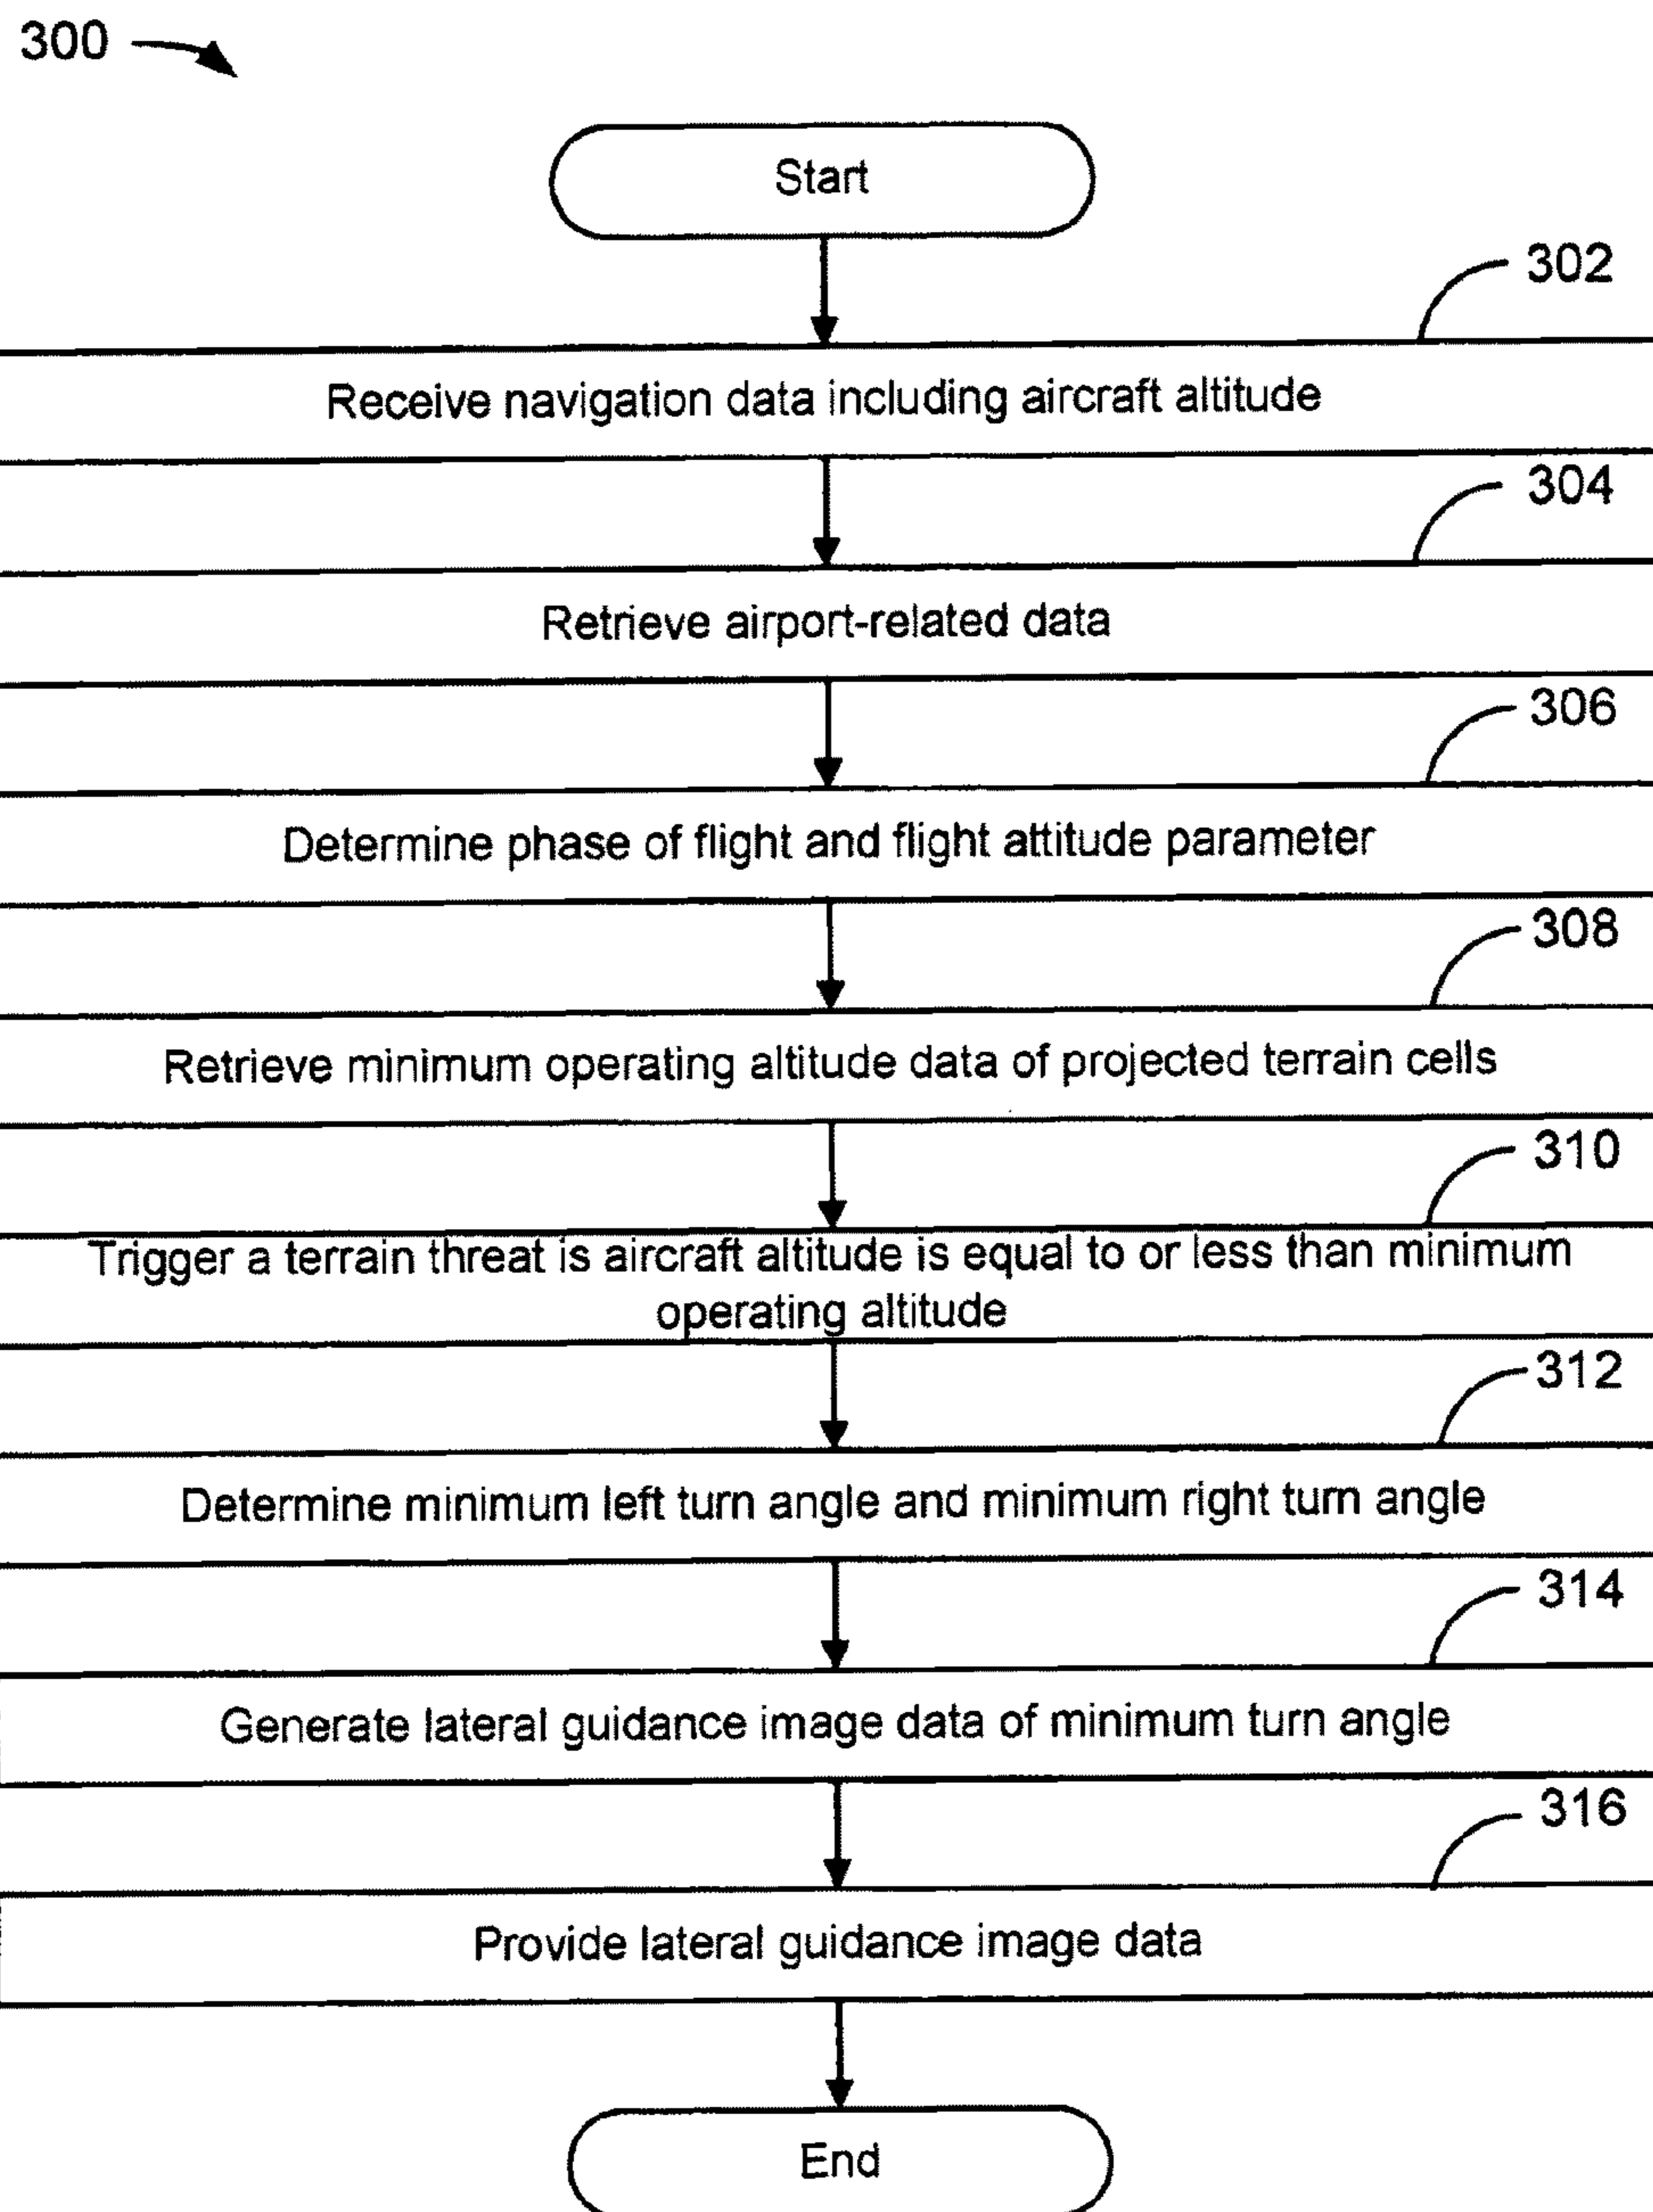 300
Start
302
Receive navigation data including aircraft altitude
304
Retrieve airport-related data
306
Determine phase of flight and flight attitude parameter
308
Retrieve minimum operating altitude data of projected terrain cells
310
Trigger a terrain threat is aircraft altitude is equal to or less than minimum
operating altitude
312
Determine minimum left turn angle and minimum right turn angle
314
Generate lateral guidance image data of minimum turn angle
316
Provide lateral guidance image data
End